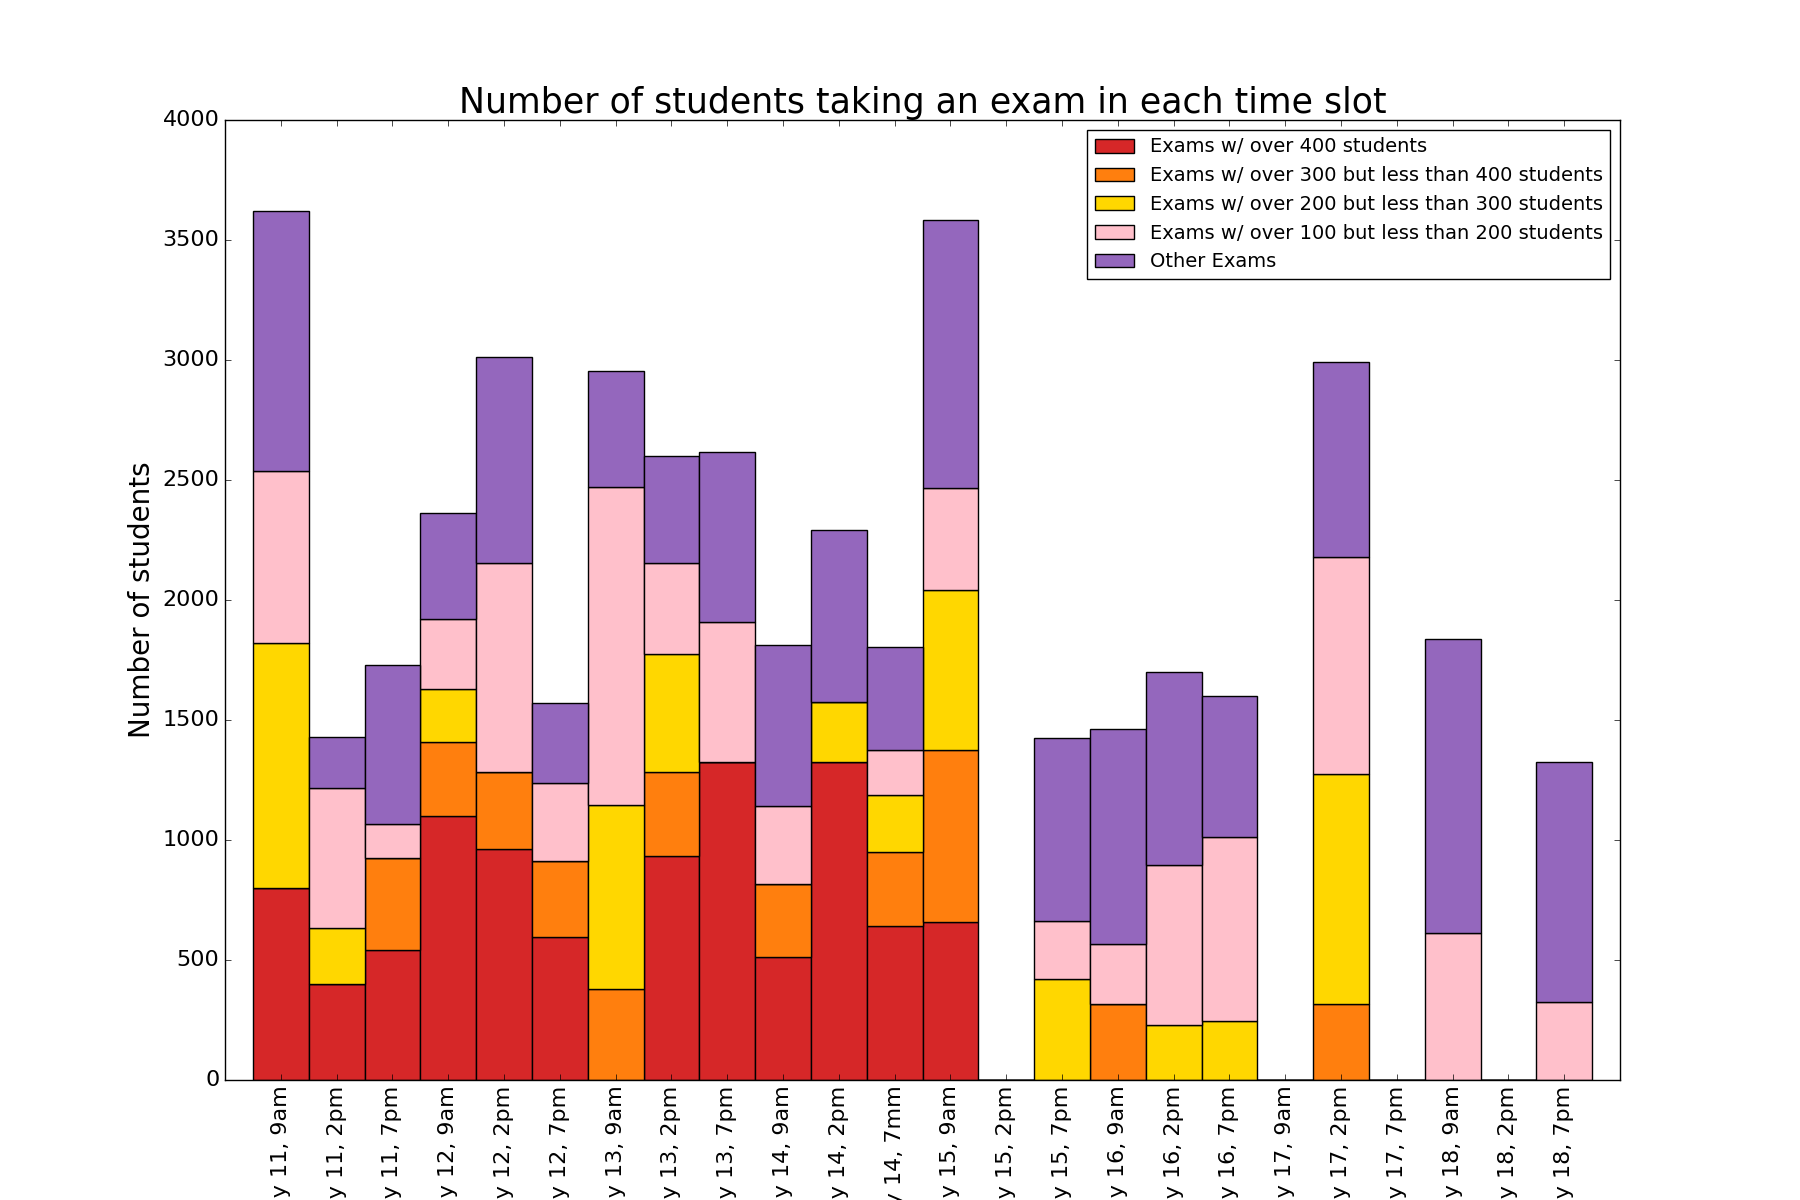 Number of students taking an exam in each time slot
Exams w/ over 400 students
Exams w/ over 300 but less than 400 students
Exams w/ over 200 but less than 300 students
Exams w/ over 100 but less than 200 students
Other Exams
Number of students
4000
3500
3000
2500
2000
1500
1000
500
0
y 11, 9am
y 11, 2pm
y 11, 7pm
y 12, 9am
y 12, 2pm
y 12, 7pm
y 13, 9am
y 13, 2pm
y 13, 7pm
y 14, 9am
y 14, 2pm
y 14, 7mm
y 15, 9am
y 15, 2pm
y 15, 7pm
y 16, 9am
y 16, 2pm
y 16, 7pm
y 17, 9am
y 17, 2pm
y 17, 7pm
y 18, 9am
y 18, 2pm
y 18, 7pm